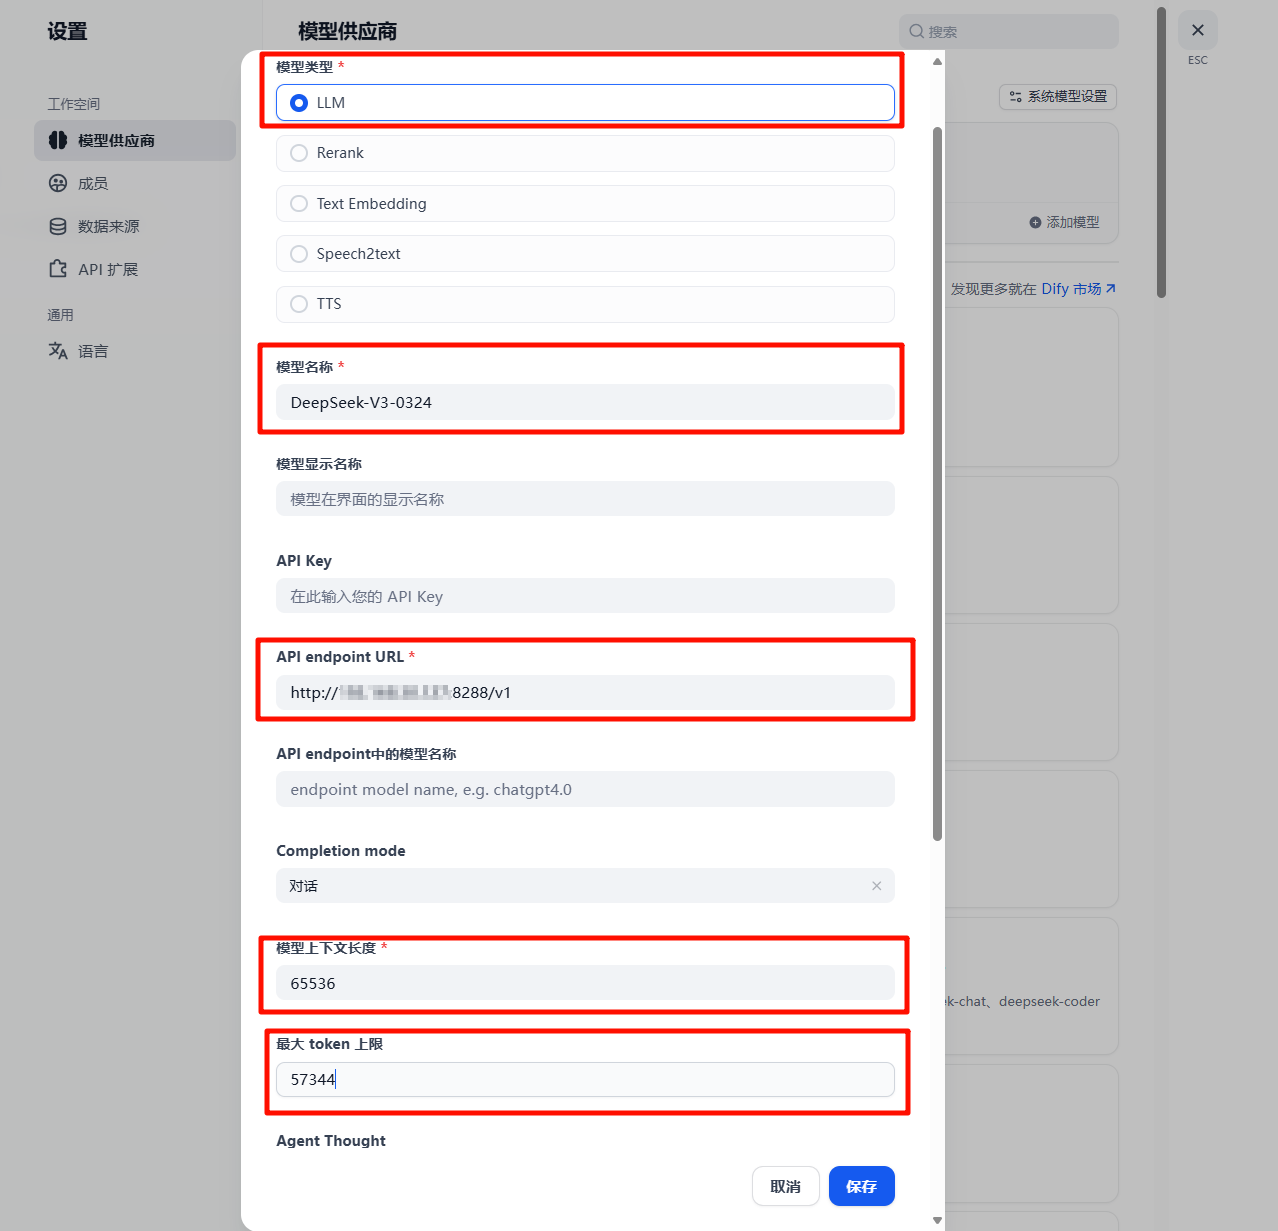 设置
模型供应商
搜索
ESC
工作空间
模型供应商
成员
数据来源
API 扩展
通用
语言
系统模型设置
添加模型
发现更多就在 Dify 市场
模型类型 *
LLM
Rerank
Text Embedding
Speech2text
TTS
模型名称 *
DeepSeek-V3-0324
模型显示名称
模型在界面的显示名称
API Key
在此输入您的 API Key
API endpoint URL *
http:// 8288/v1
API endpoint中的模型名称
endpoint model name, e.g. chatgpt4.0
Completion mode
对话
模型上下文长度 *
65536
ek-chat、deepseek-coder
最大 token 上限
57344
Agent Thought
取消
保存